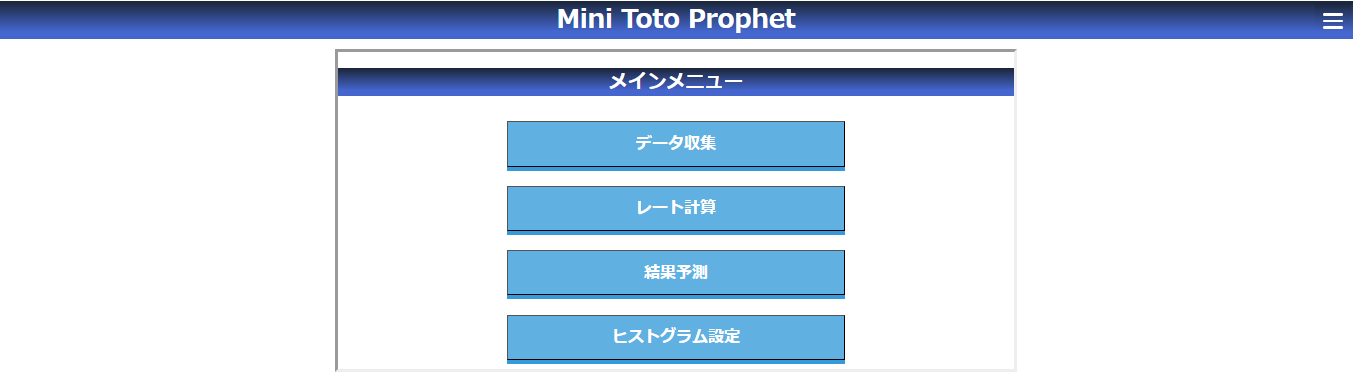 Mini Toto Prophet
メインメニュー
データ収集
レート計算
結果予測
ヒストグラム設定